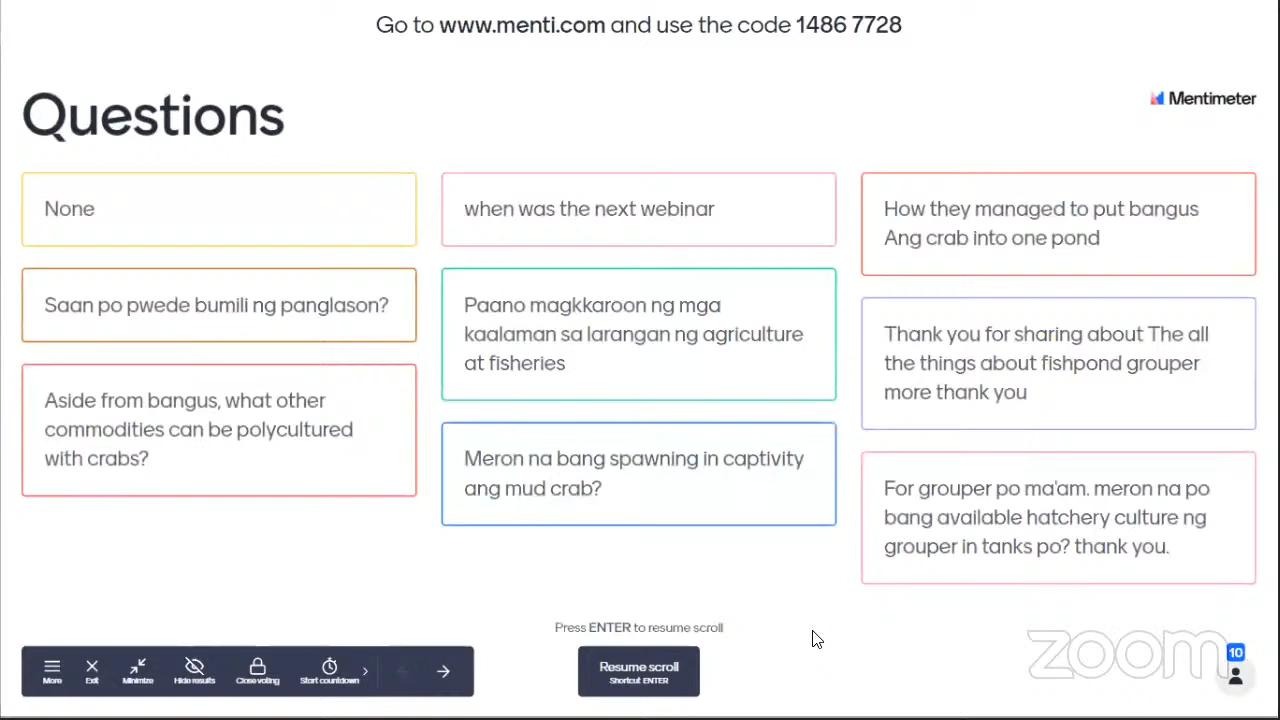 Go to www.menti.com and use the code 1486 7728
Questions
Mentimeter
None
Saan po pwede bumili ng panglason?
Aside from bangus, what other
commodities can be polycultured
with crabs?
when was the next webinar
Paano magkkaroon ng mga
kaalaman sa larangan ng agriculture
at fisheries
Meron na bang spawning in captivity
ang mud crab?
How they managed to put bangus
Ang crab into one pond
Thank you for sharing about The all
the things about fishpond grouper
more thank you
For grouper po ma'am. meron na po
bang available hatchery culture ng
grouper in tanks po? thank you.
Press ENTER to resume scroll
More
Exit
Minimize
Hide results
Close voting
Start countdown
Resume scroll
Shortcut: ENTER
zoom
10